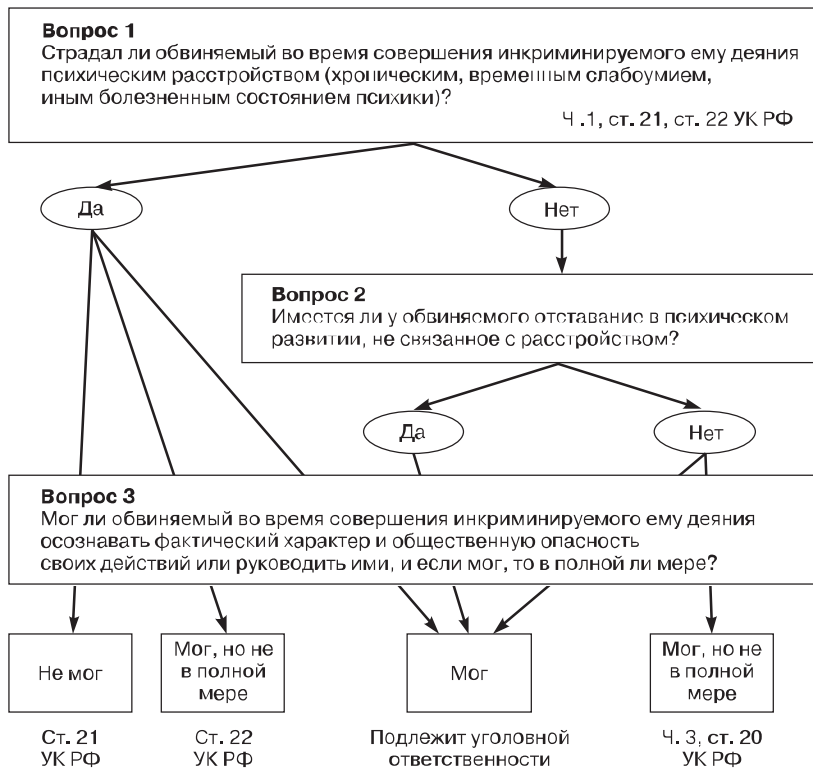 Вопрос 1
Страдал ли обвиняемый во время совершения инкриминируемого ему деяния
психическим расстройством (хроническим, временным слабоумием,
иным болезненным состоянием психики)?
Ч .1, ст. 21, ст. 22 УК РФ
Да
Нет
Вопрос 2
Имеется ли у обвиняемого отставание в психическом
развитии, не связанное с расстройством?
Да
Нет
Вопрос 3
Мог ли обвиняемый во время совершения инкриминируемого ему деяния
осознавать фактический характер и общественную опасность
своих действий или руководить ими, и если мог, то в полной ли мере?
Не мог
Мог, но не
в полной
мере
Мог
Мог, но не
в полной
мере
Ст. 21
УК РФ
Ст. 22
УК РФ
Подлежит уголовной
ответственности
Ч. 3, ст. 20
УК РФ